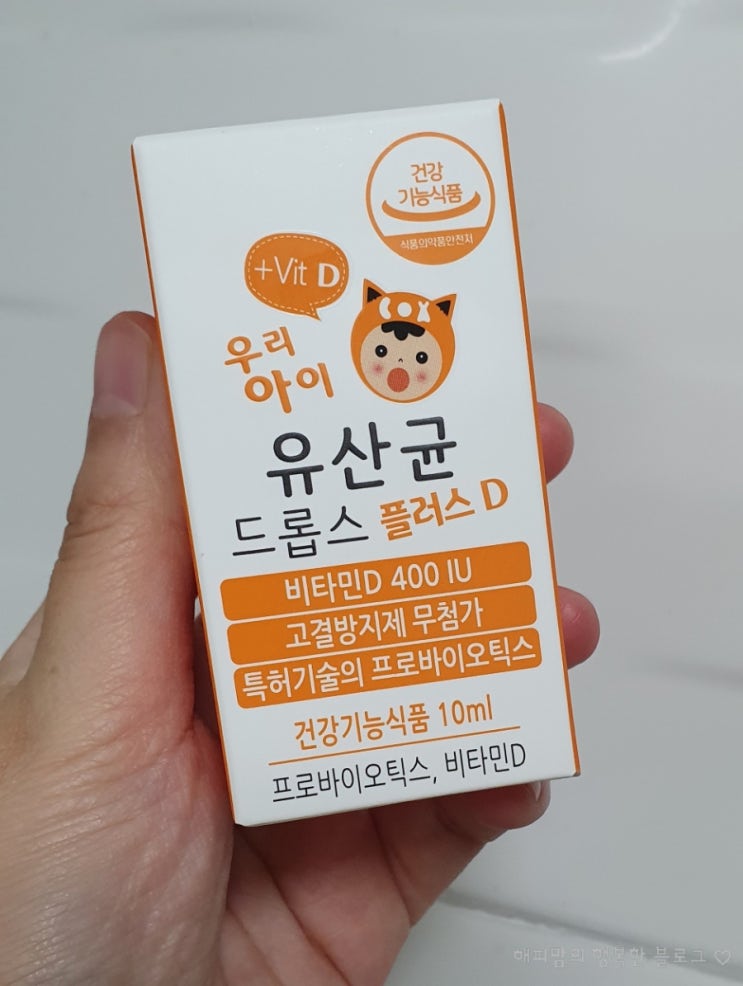 건강
기능식품
식품의약품안전처
+Vit D
COX
우리
아이
유산균
드롭스 플러스 D
비타민D 400 IU
고결방지제 무첨가
특허기술의 프로바이오틱스
건강기능식품 10ml
프로바이오틱스, 비타민D
해피맘의 행복한 블로그 ♡